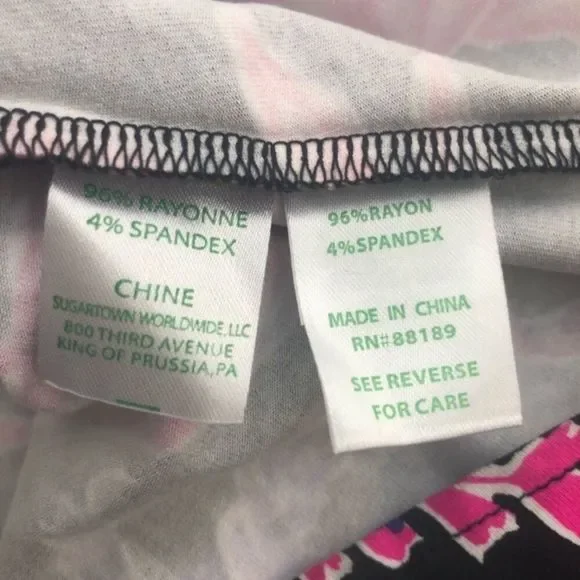 96% RAYONNE
4% SPANDEX
CHINE
SUGARTOWN WORLDWIDE, LLC
800 THIRD AVENUE
KING OF PRUSSIA, PA
96% RAYON
4% SPANDEX
MADE IN CHINA
RN#88189
SEE REVERSE
FOR CARE